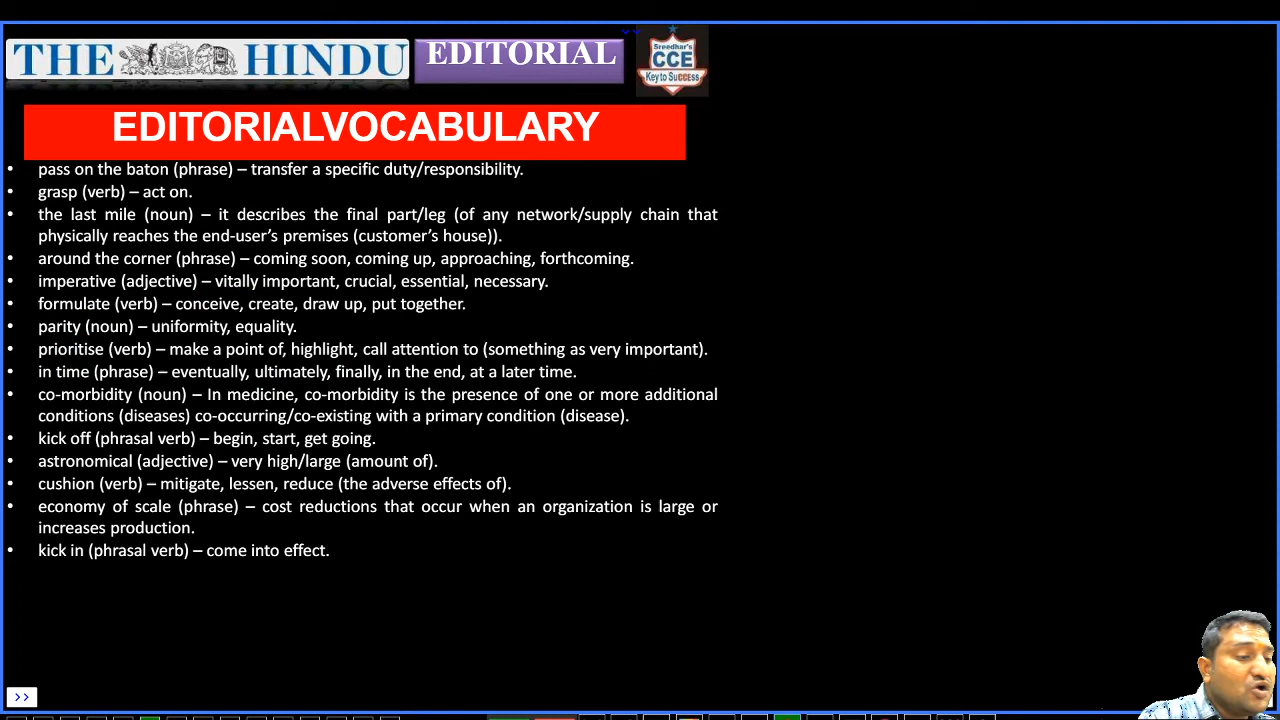 THE HINDU EDITORIAL
Sreedhar's
CCE
Key to Success
EDITORIALVOCABULARY
• pass on the baton (phrase) – transfer a specific duty/responsibility.
• grasp (verb) – act on.
• the last mile (noun) – it describes the final part/leg (of any network/supply chain that
physically reaches the end-user’s premises (customer’s house)).
• around the corner (phrase) – coming soon, coming up, approaching, forthcoming.
• imperative (adjective) – vitally important, crucial, essential, necessary.
• formulate (verb) – conceive, create, draw up, put together.
• parity (noun) – uniformity, equality.
• prioritise (verb) – make a point of, highlight, call attention to (something as very important).
• in time (phrase) – eventually, ultimately, finally, in the end, at a later time.
• co-morbidity (noun) – In medicine, co-morbidity is the presence of one or more additional
conditions (diseases) co-occurring/co-existing with a primary condition (disease).
• kick off (phrasal verb) – begin, start, get going.
• astronomical (adjective) – very high/large (amount of).
• cushion (verb) – mitigate, lessen, reduce (the adverse effects of).
• economy of scale (phrase) – cost reductions that occur when an organization is large or
increases production.
• kick in (phrasal verb) – come into effect.
>>